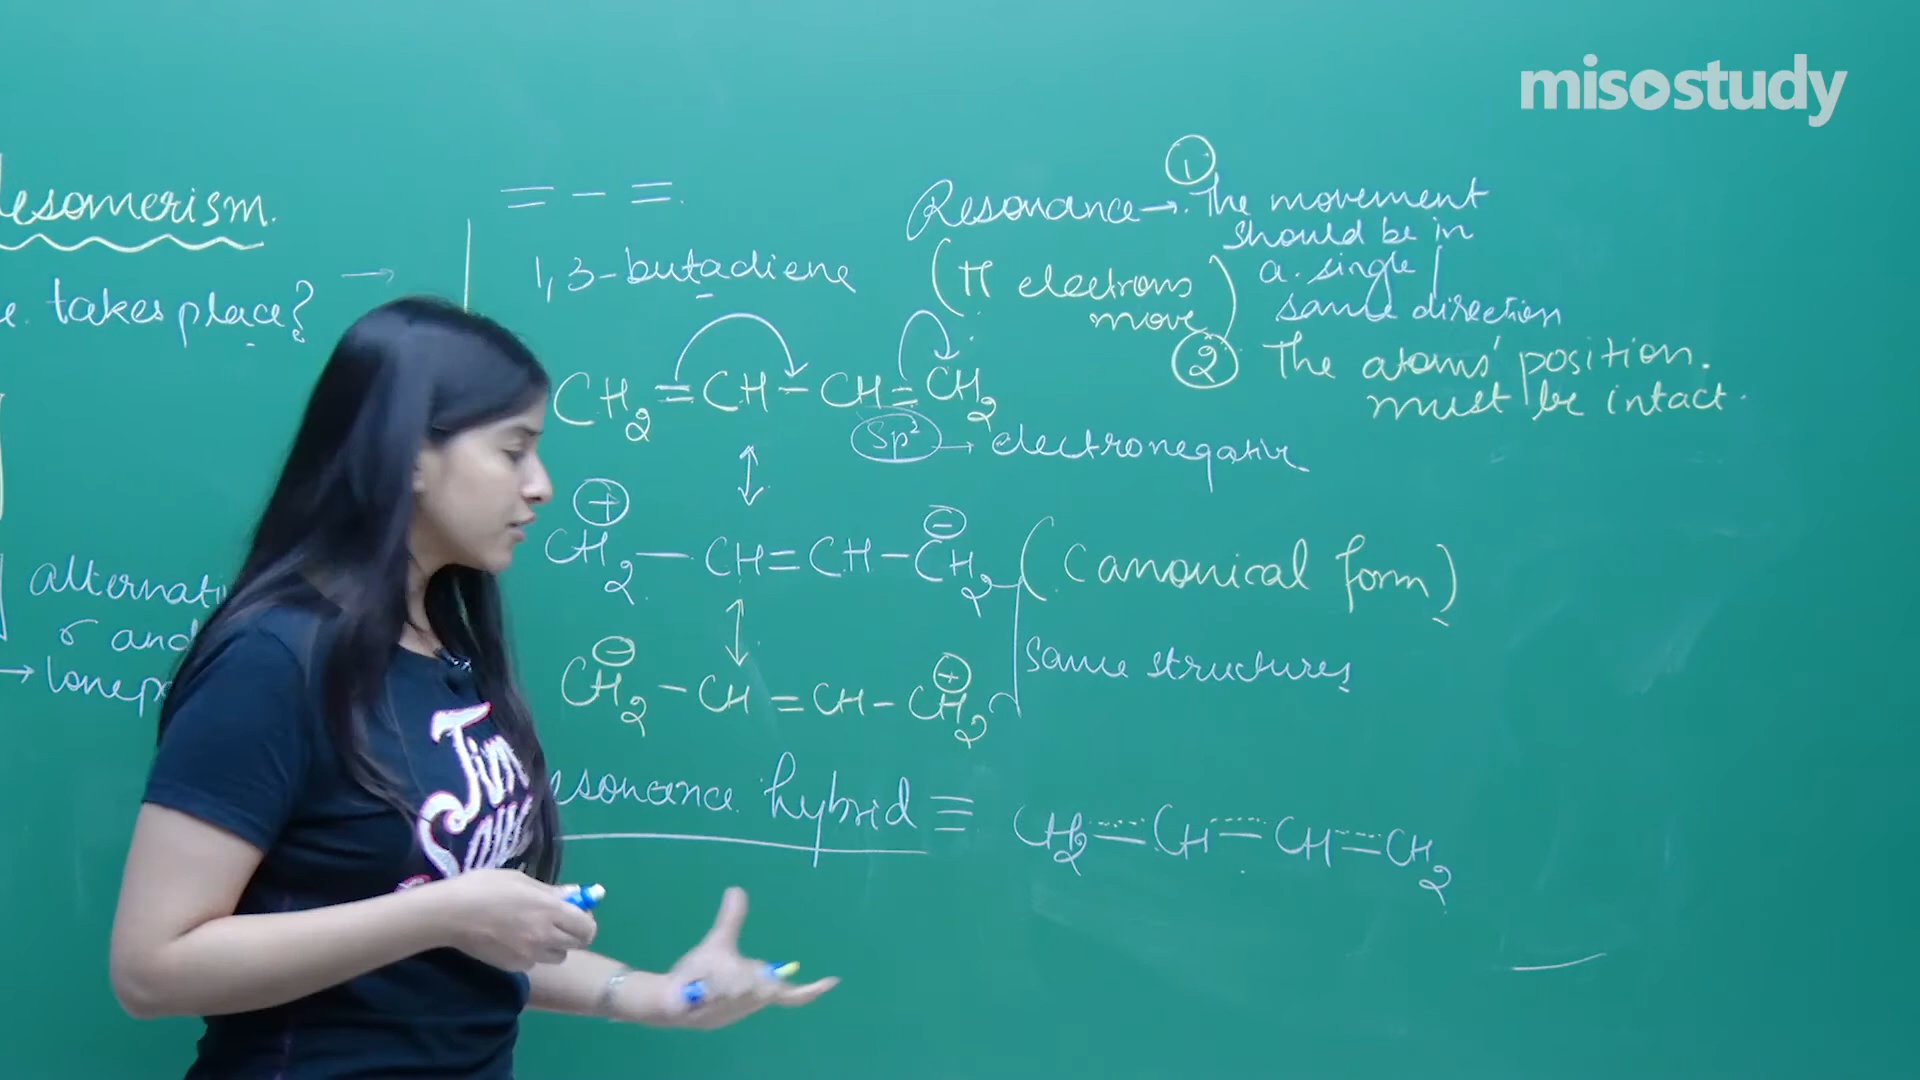 misostudy
esomerism.
takes place? →
alternati
σ and
→ lonep
= - =
1,3-butadiene
CH2=CH-CH=CH2
sp2 → electronegative
⊕CH2-CH=CH-CH2⊖ (Canonical form)
⊖CH2-CH=CH-CH2⊕
same structures
esonance hybrid ≡ CH2=CH=CH=CH2
Resonance → ① The movement
should be in
(π electrons move)
a single/
same direction
② The atoms' position
must be intact.
Tim